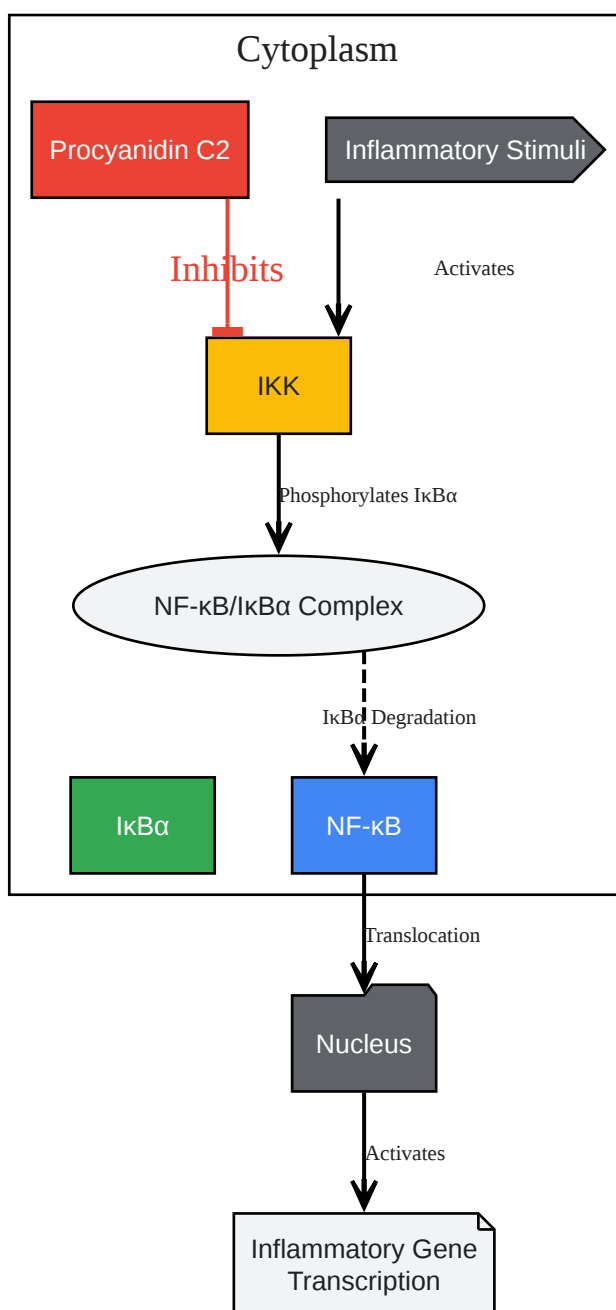 Cytoplasm
Procyanidin C2
Inflammatory Stimuli
Inhibits
Activates
IKK
Phosphorylates IκBα
NF-κB/IκBα Complex
IκBα Degradation
IκBα
NF-κB
Translocation
Nucleus
Activates
Inflammatory Gene
Transcription